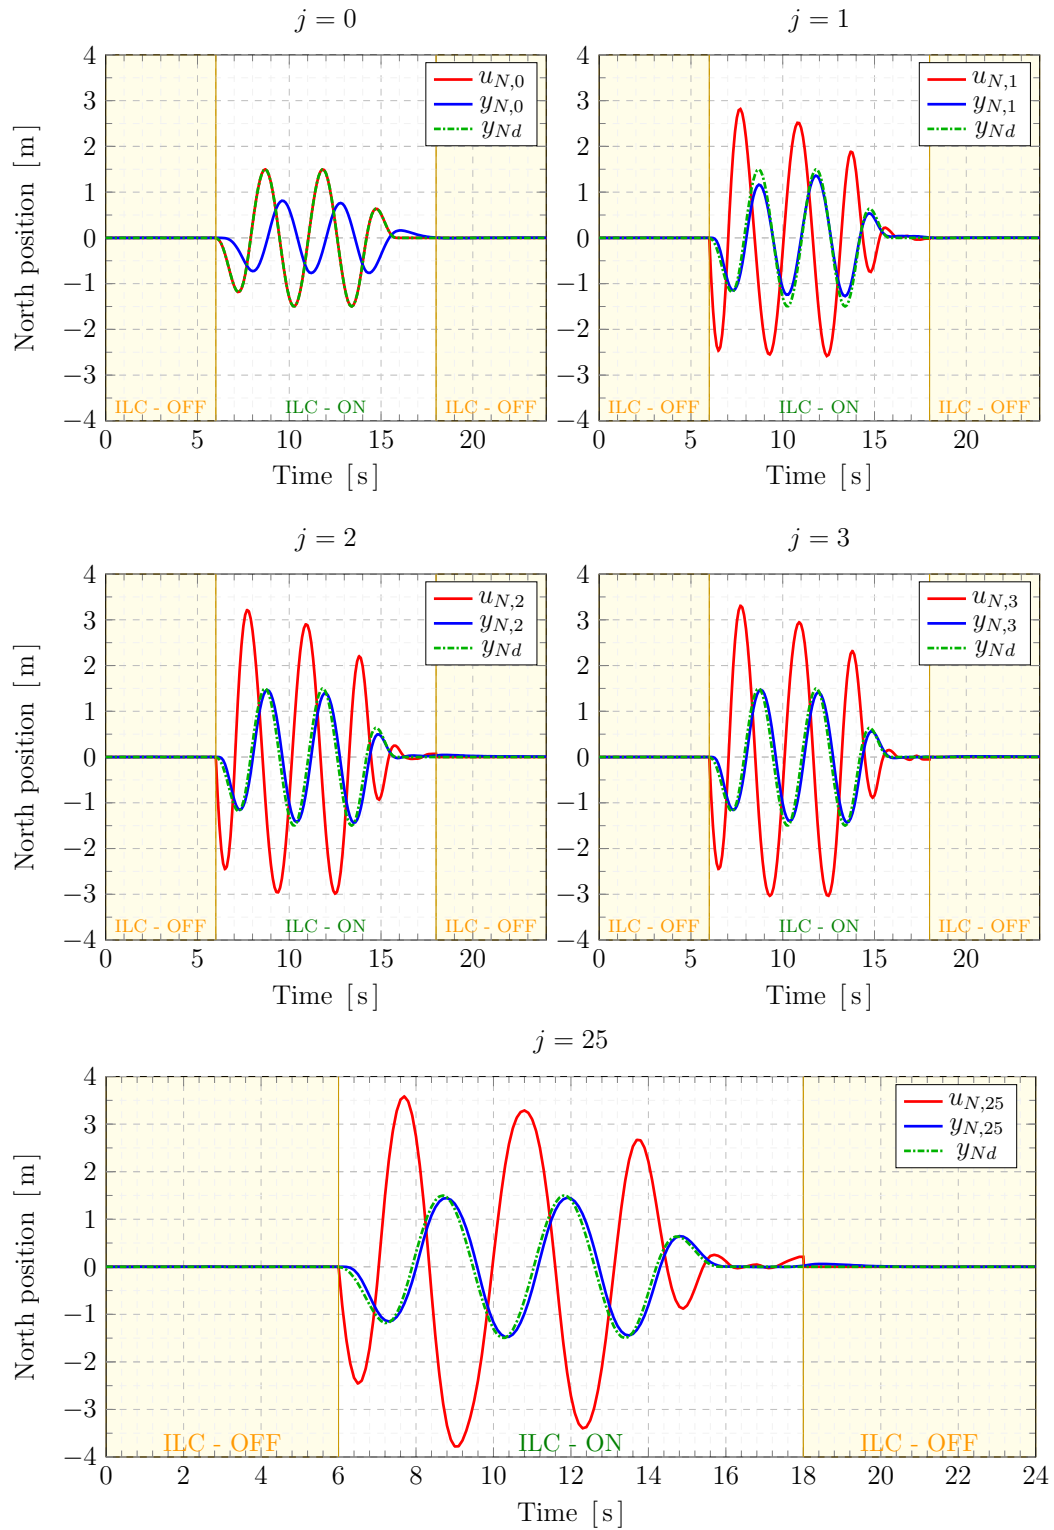 j = 0
4
3
2
1
0
−1
−2
−3
−4
North position [m]
u_{N,0}
y_{N,0}
y_{Nd}
ILC - OFF
ILC - ON
ILC - OFF
0 5 10 15 20
Time [s]
j = 1
4
3
2
1
0
−1
−2
−3
−4
u_{N,1}
y_{N,1}
y_{Nd}
ILC - OFF
ILC - ON
ILC - OFF
0 5 10 15 20
Time [s]
j = 2
4
3
2
1
0
−1
−2
−3
−4
North position [m]
u_{N,2}
y_{N,2}
y_{Nd}
ILC - OFF
ILC - ON
ILC - OFF
0 5 10 15 20
Time [s]
j = 3
4
3
2
1
0
−1
−2
−3
−4
u_{N,3}
y_{N,3}
y_{Nd}
ILC - OFF
ILC - ON
ILC - OFF
0 5 10 15 20
Time [s]
j = 25
4
3
2
1
0
−1
−2
−3
−4
North position [m]
u_{N,25}
y_{N,25}
y_{Nd}
ILC - OFF
ILC - ON
ILC - OFF
0 2 4 6 8 10 12 14 16 18 20 22 24
Time [s]